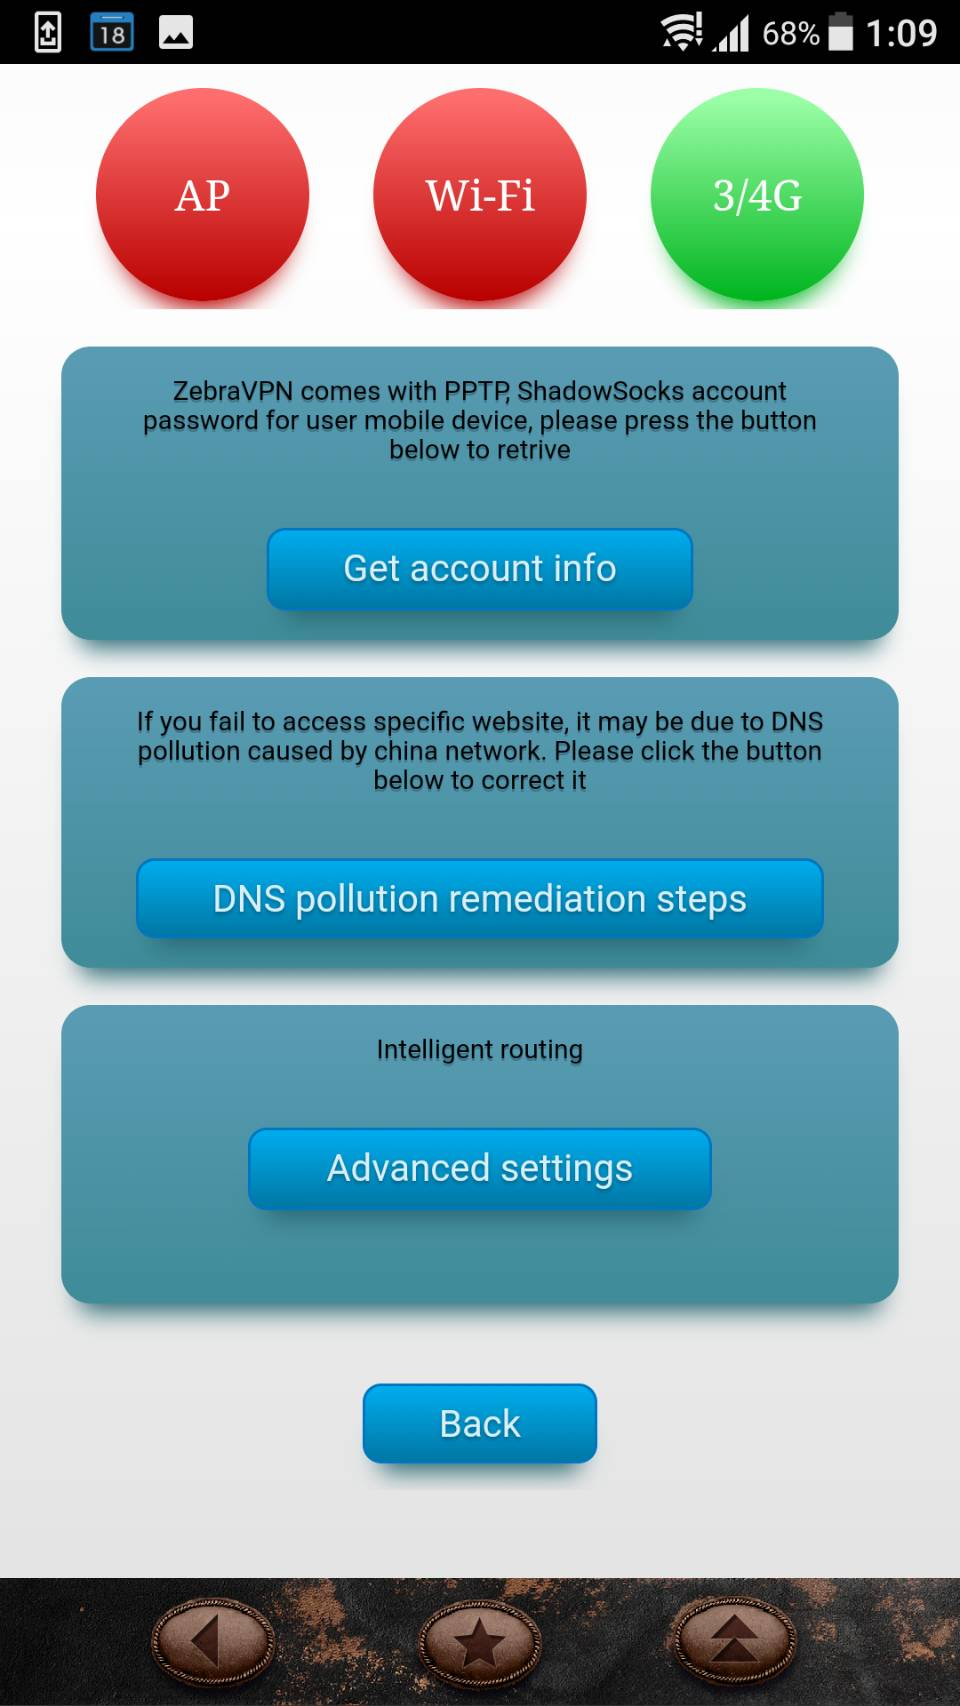 18 68% 1:09
AP Wi-Fi 3/4G
ZebraVPN comes with PPTP, ShadowSocks account
password for user mobile device, please press the button
below to retrive
Get account info
If you fail to access specific website, it may be due to DNS
pollution caused by china network. Please click the button
below to correct it
DNS pollution remediation steps
Intelligent routing
Advanced settings
Back